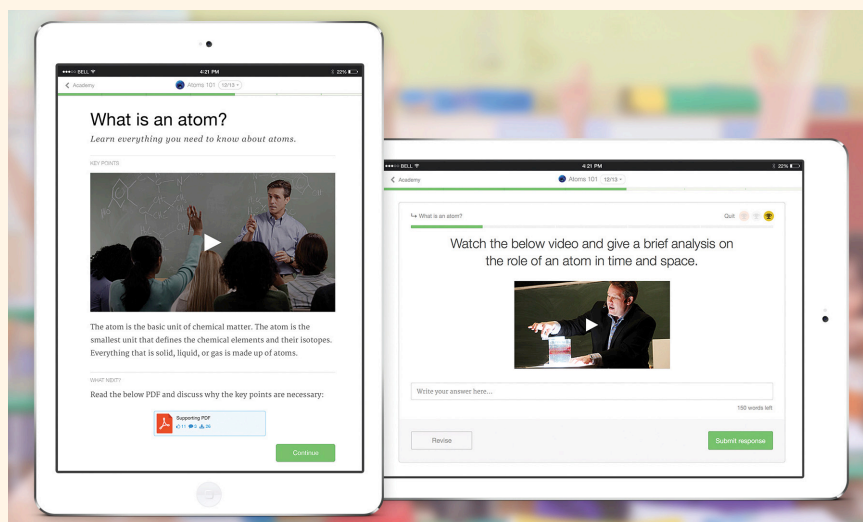 BELL
4:21 PM
22%
Academy
Atoms 101
12/13
What is an atom?
Learn everything you need to know about atoms.
KEY POINTS
The atom is the basic unit of chemical matter. The atom is the
smallest unit that defines the chemical elements and their isotopes.
Everything that is solid, liquid, or gas is made up of atoms.
WHAT NEXT?
Read the below PDF and discuss why the key points are necessary:
Supporting PDF
11 2 26
Continue
BELL
4:21 PM
22%
Academy
Atoms 101
12/13
What is an atom?
Quit
Watch the below video and give a brief analysis on
the role of an atom in time and space.
Write your answer here...
150 words left
Revise
Submit response